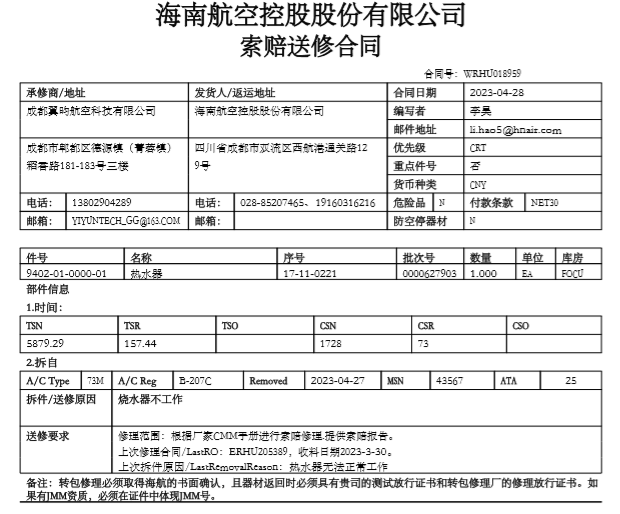 海南航空控股股份有限公司
索赔送修合同
合同号: WRHU018959
承修商/地址 发货人/返运地址 合同日期 2023-04-28
成都翼昀航空科技有限公司 海南航空控股股份有限公司 编写者 李昊
邮件地址 li.hao5@hnair.com
成都市郫都区德源镇（菁蓉镇） 四川省成都市双流区西航港通关路12 优先级 CRT
稻香路181-183号三楼 9号 重点件号 否
货币种类 CNY
电话: 13802904289 电话: 028-85207465、19160316216 危险品 N 付款条款 NET30
邮箱: YIYUNTECH_GG@163.COM 邮箱: 防空停器材 N
件号 名称 序号 批次号 数量 单位 库房
9402-01-0000-01 热水器 17-11-0221 0000627903 1.000 EA FOCU
部件信息
1.时间:
TSN TSR TSO CSN CSR CSO
5879.29 157.44 1728 73
2.拆自
A/C Type 73M A/C Reg B-207C Removed 2023-04-27 MSN 43567 ATA 25
拆件/送修原因 烧水器不工作
送修要求 修理范围: 根据厂家CMM手册进行索赔修理,提供索赔报告。
上次修理合同/LastRO: ERHU205389, 收料日期2023-3-30。
上次拆件原因/LastRemovalReason: 热水器无法正常工作
备注: 转包修理必须取得海航的书面确认，且器材返回时必须具有贵司的测试放行证书和转包修理厂的修理放行证书。如
果有JMM资质，必须在证件中体现JMM号。